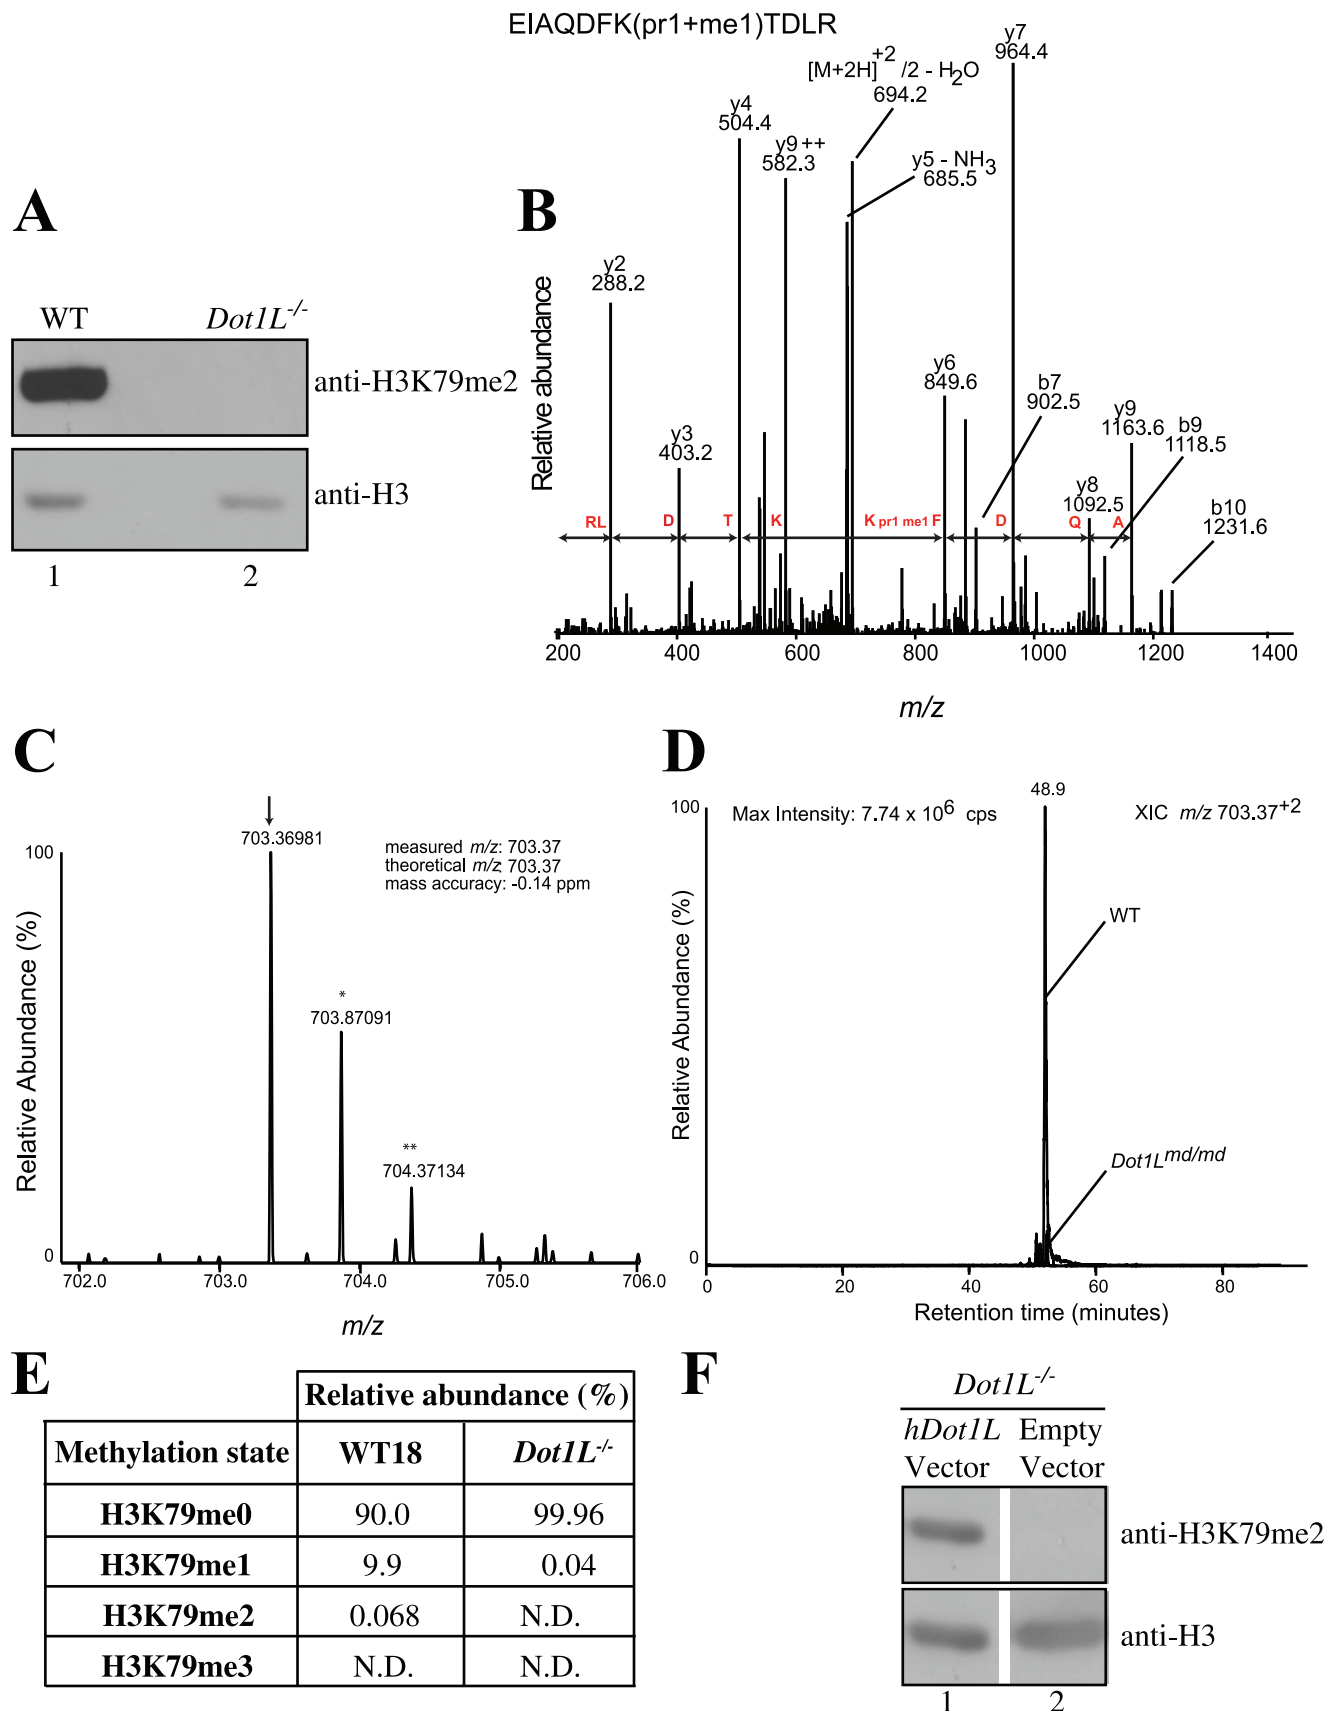 EIAQDFK(pr1+me1)TDLR
A
WT Dot1L-/-
anti-H3K79me2
anti-H3
1 2
B
Relative abundance
y2
288.2
y3
403.2
y4
504.4
y9 ++
582.3
[M+2H]+2 /2 - H2O
694.2
y5 - NH3
685.5
y6
849.6
y7
964.4
b7
902.5
y8
1092.5
y9
1163.6
b9
1118.5
b10
1231.6
RL D T K K pr1 me1 F D Q A
200 400 600 800 1000 1200 1400
m/z
C
Relative Abundance (%)
100
0
703.36981
measured m/z: 703.37
theoretical m/z: 703.37
mass accuracy: -0.14 ppm
*
703.87091
**
704.37134
702.0 703.0 704.0 705.0 706.0
m/z
D
Relative Abundance (%)
100
0
Max Intensity: 7.74 x 10^6 cps
48.9
XIC m/z 703.37+2
WT
Dot1L md/md
0 20 40 60 80
Retention time (minutes)
E
Relative abundance (%)
Methylation state WT18 Dot1L-/-
H3K79me0 90.0 99.96
H3K79me1 9.9 0.04
H3K79me2 0.068 N.D.
H3K79me3 N.D. N.D.
F
Dot1L-/-
hDot1L Empty
Vector Vector
anti-H3K79me2
anti-H3
1 2